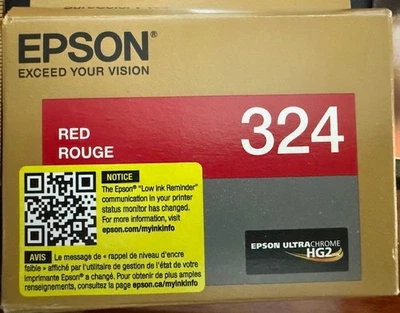 EPSON®
EXCEED YOUR VISION
RED
ROUGE
324
NOTICE
The Epson® "Low Ink Reminder"
communication in your printer
status monitor has changed.
For more information, visit
epson.com/myinkinfo
AVIS Le message de « rappel de niveau d'encre
faible » affiché par l'utilitaire de gestion de l'état de votre
imprimante Epson® a changé. Pour obtenir de plus amples
renseignements, consultez la page epson.ca/myinkinfo
EPSON ULTRACHROME
HG2